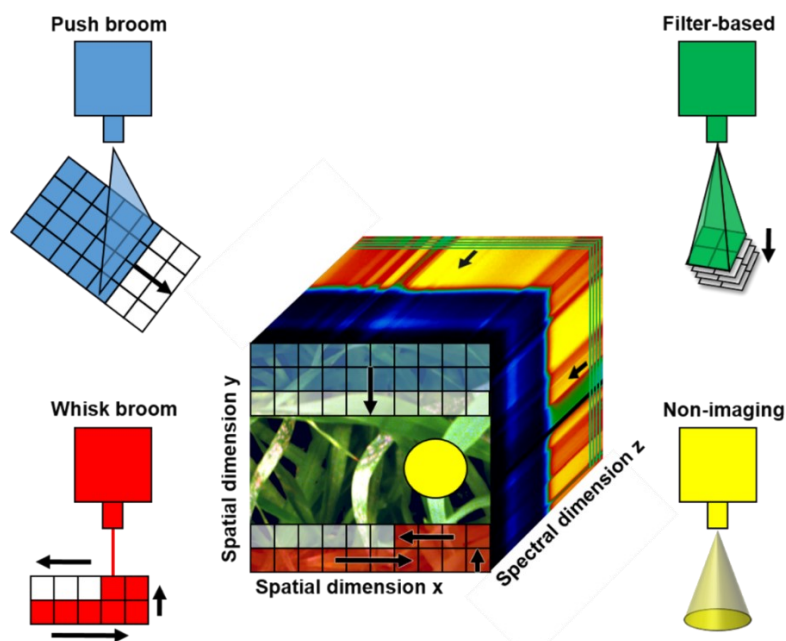 Push broom
Filter-based
Whisk broom
Non-imaging
Spatial dimension y
Spatial dimension x
Spectral dimension z